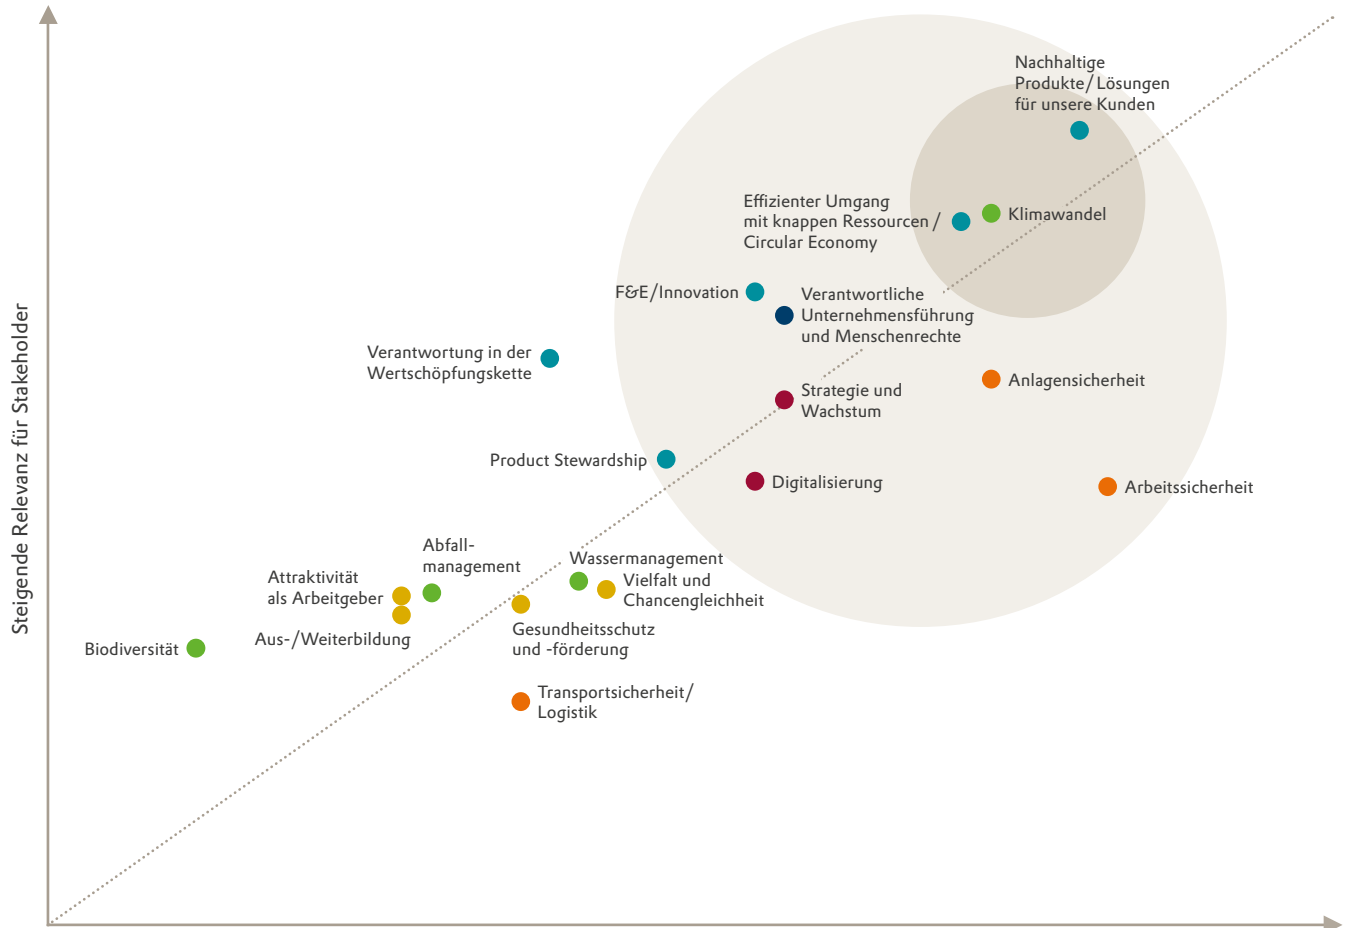 Steigende Relevanz für Stakeholder
Nachhaltige
Produkte/Lösungen
für unsere Kunden
Effizienter Umgang
mit knappen Ressourcen/
Circular Economy
Klimawandel
F&E/Innovation
Verantwortliche
Unternehmensführung
und Menschenrechte
Verantwortung in der
Wertschöpfungskette
Anlagensicherheit
Strategie und
Wachstum
Product Stewardship
Digitalisierung
Arbeitssicherheit
Abfall-
management
Wassermanagement
Attraktivität
als Arbeitgeber
Vielfalt und
Chancengleichheit
Aus-/Weiterbildung
Gesundheitsschutz
und -förderung
Biodiversität
Transportsicherheit/
Logistik